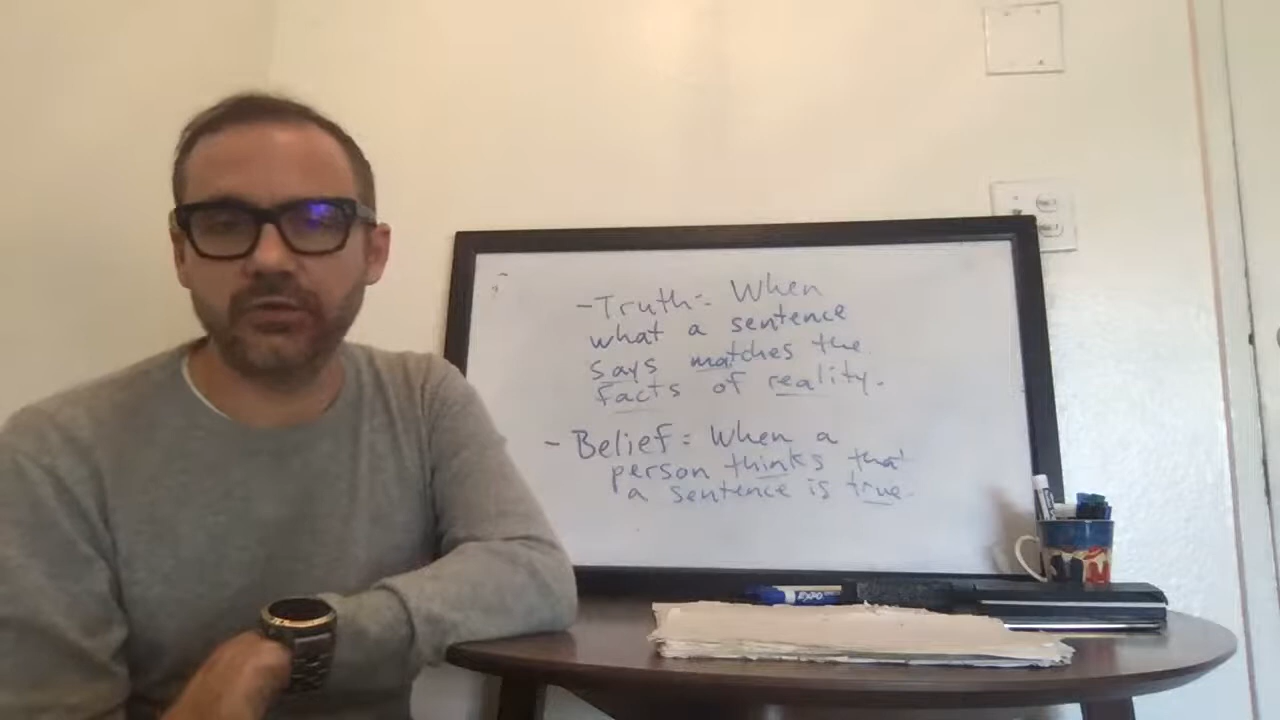 - Truth: When
what a sentence
says matches the
facts of reality.
- Belief: When a
person thinks that
a sentence is true.
EXPO